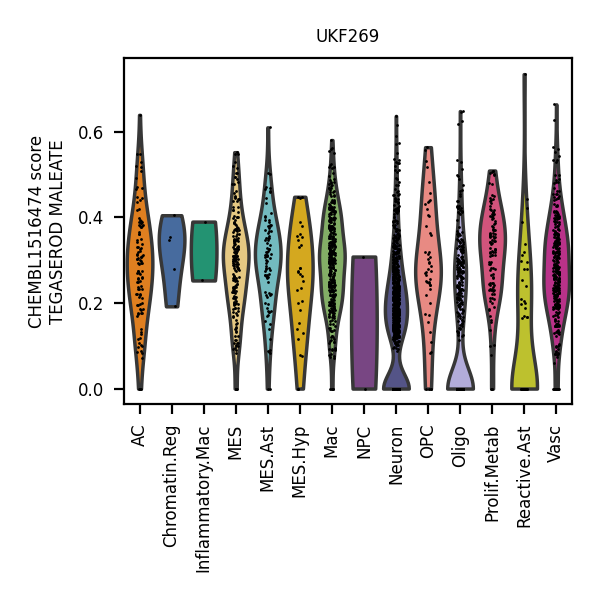 UKF269
CHEMBL1516474 score
TEGASEROD MALEATE
0.6
0.4
0.2
0.0
AC
Chromatin.Reg
Inflammatory.Mac
MES
MES.Ast
MES.Hyp
Mac
NPC
Neuron
OPC
Oligo
Prolif.Metab
Reactive.Ast
Vasc